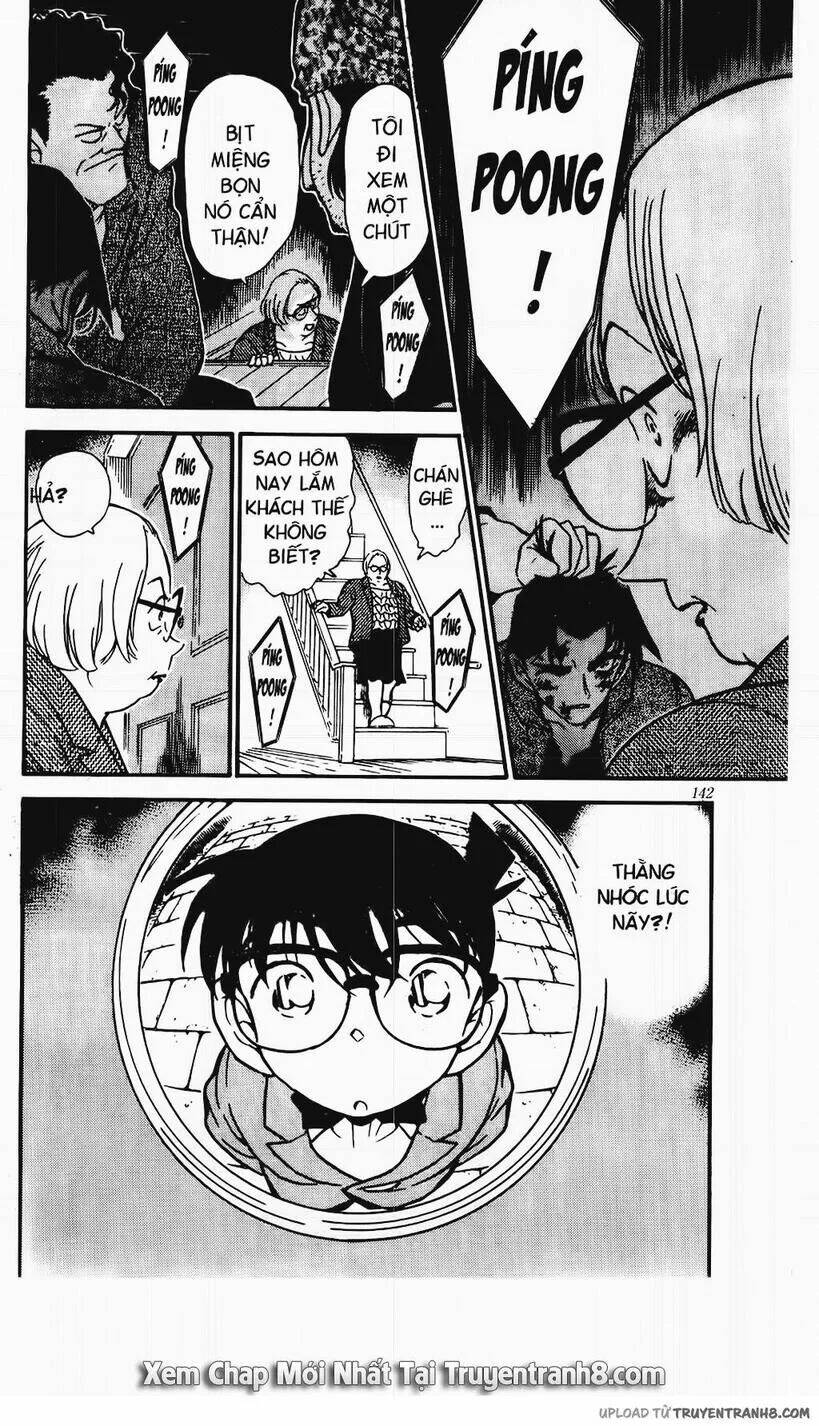 PÍNG
POONG
!
TÔI
ĐI
XEM
MỘT
CHÚT
BỊT
MIỆNG
BỌN
NÓ CẨN
THẬN!
PÍNG
POONG
!
PÍNG
POONG
!
CHÁN
GHÊ
...
SAO HÔM
NAY LẮM
KHÁCH THẾ
KHÔNG
BIẾT?
PÍNG
POONG
!
PÍNG
POONG
!
PÍNG
POONG
!
HẢ?
142
THẰNG
NHÓC LÚC
NÃY?!
Xem Chap Mới Nhất Tại Truyentranh8.com
UPLOAD TỪ TRUYENTRANH8.COM